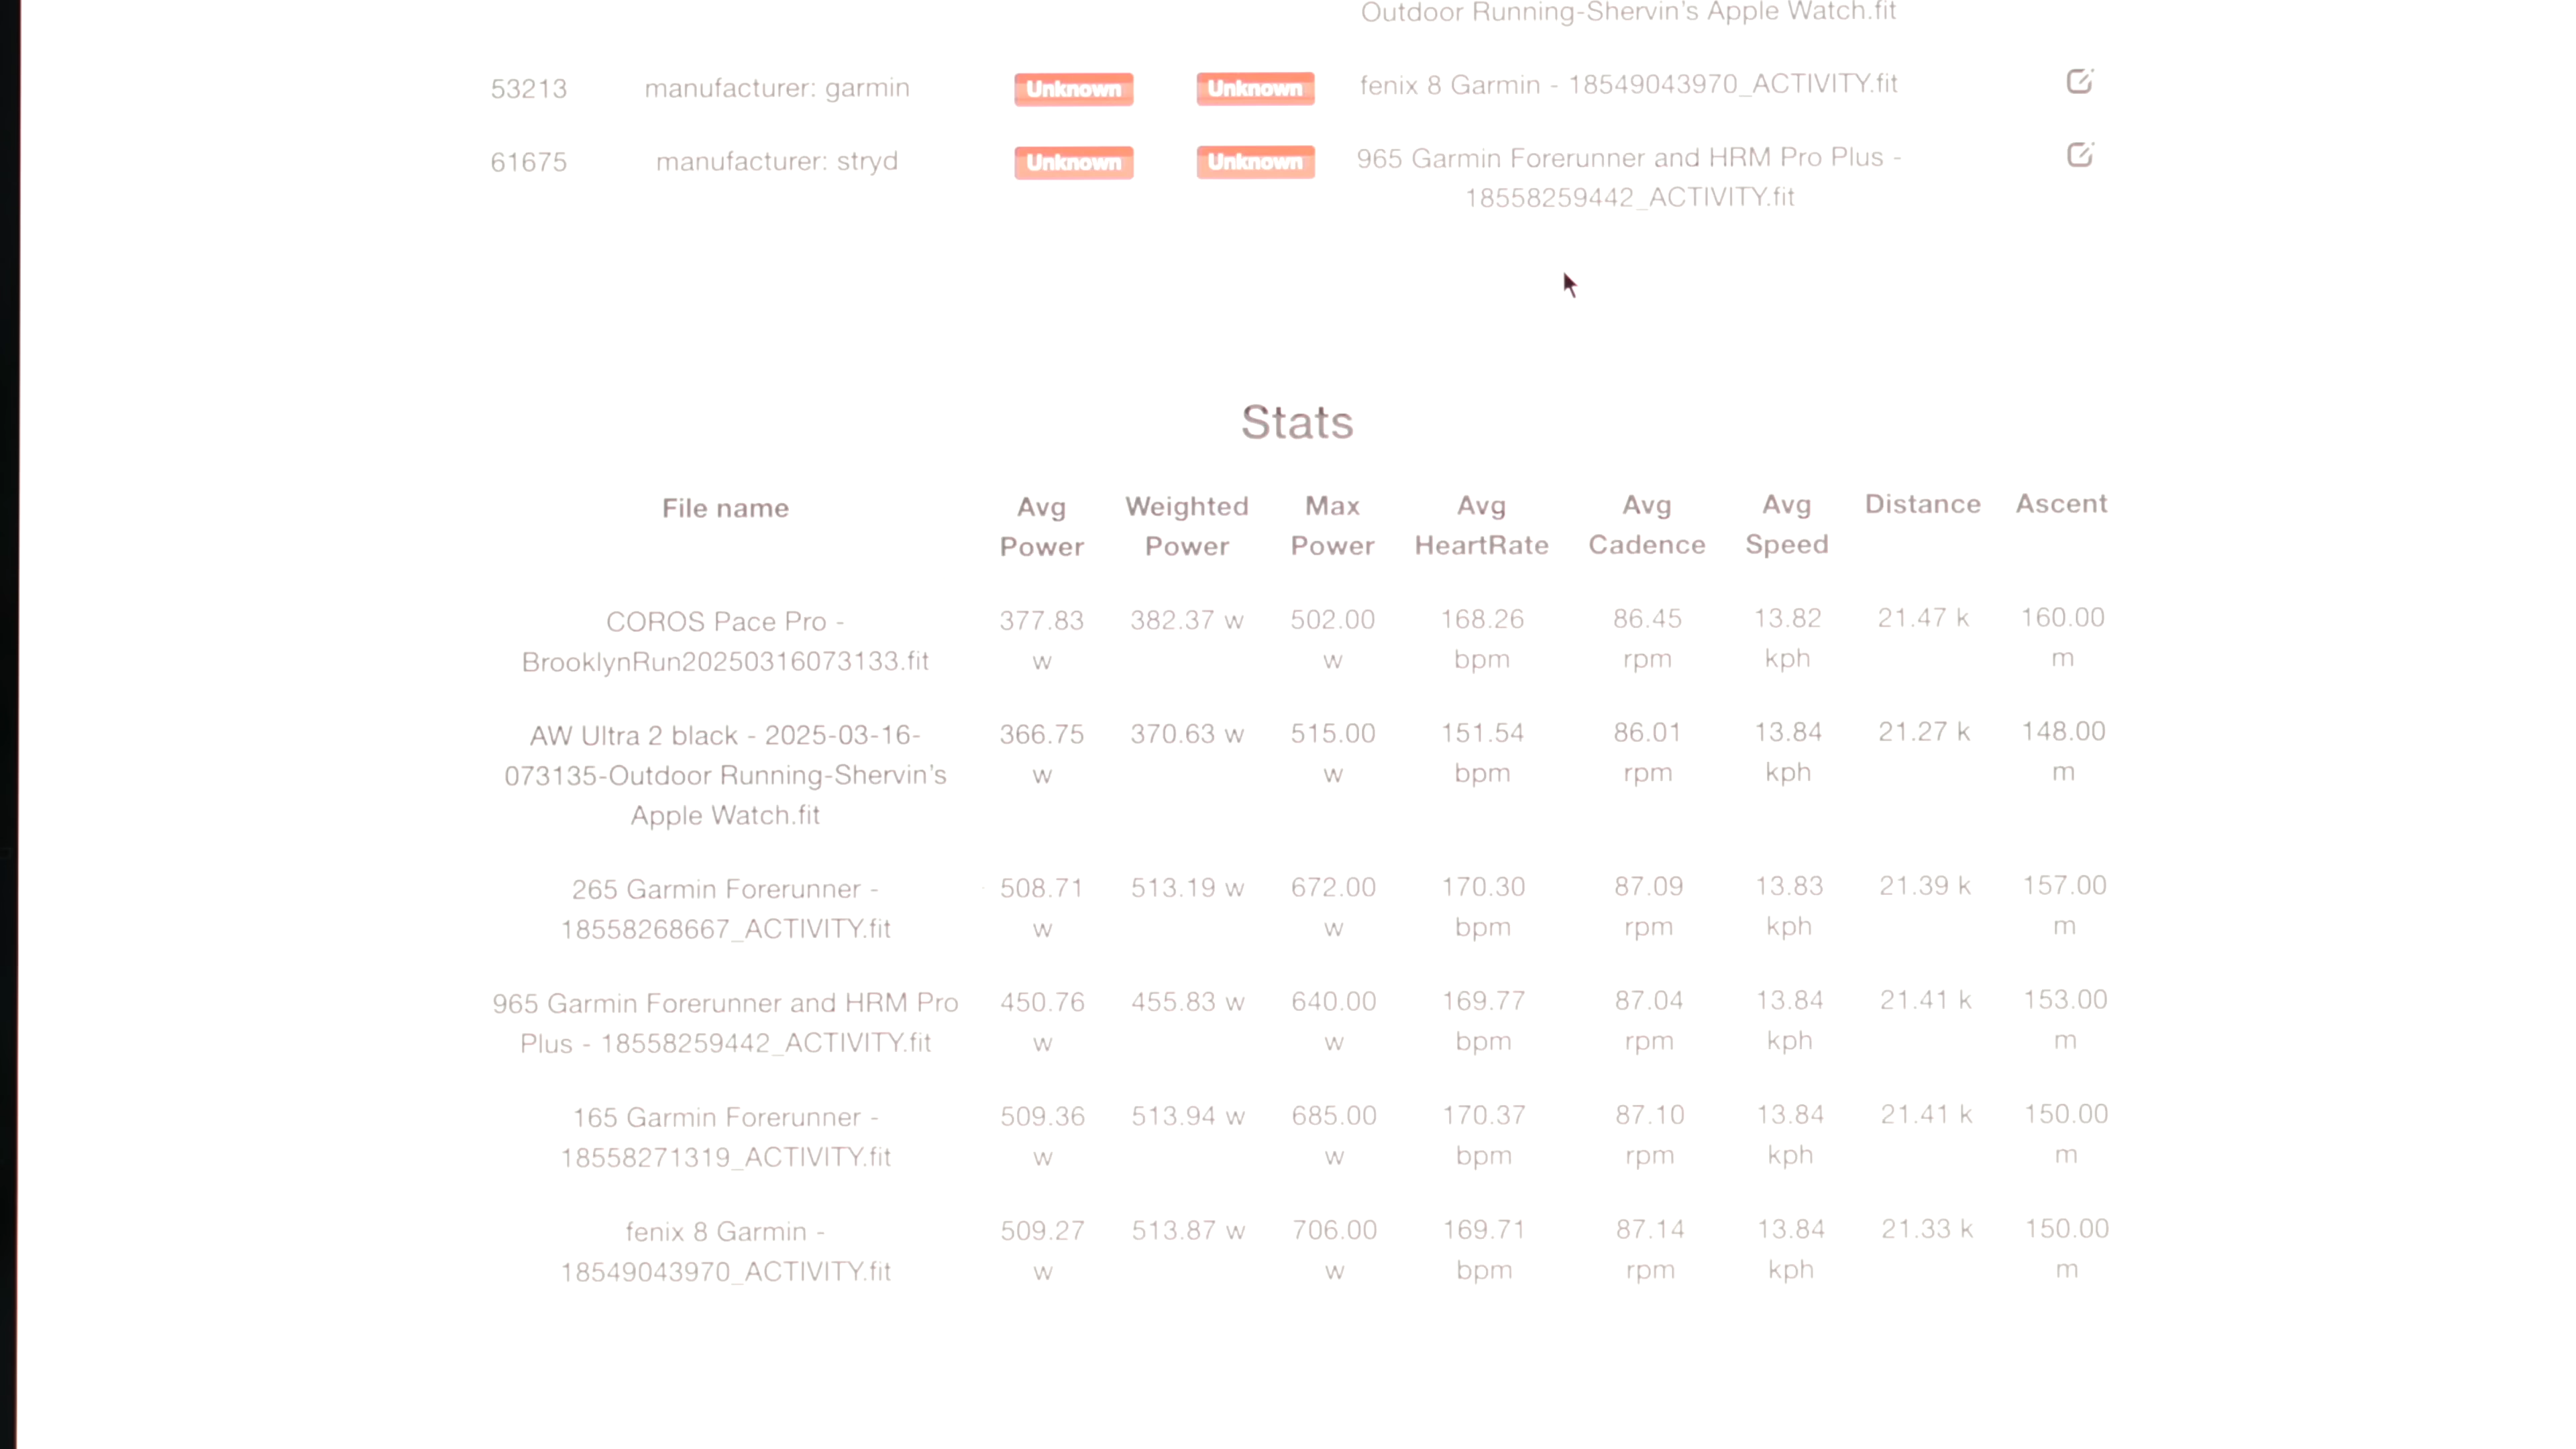 Outdoor Running-Shervin's Apple Watch.fit
53213 manufacturer: garmin Unknown Unknown fenix 8 Garmin - 18549043970_ACTIVITY.fit
61675 manufacturer: stryd Unknown Unknown 965 Garmin Forerunner and HRM Pro Plus -
18558259442_ACTIVITY.fit
Stats
File name Avg Weighted Max Avg Avg Avg Distance Ascent
Power Power Power HeartRate Cadence Speed
COROS Pace Pro - 377.83 382.37 w 502.00 168.26 86.45 13.82 21.47 k 160.00
BrooklynRun20250316073133.fit w w bpm rpm kph m
AW Ultra 2 black - 2025-03-16- 366.75 370.63 w 515.00 151.54 86.01 13.84 21.27 k 148.00
073135-Outdoor Running-Shervin's w w bpm rpm kph m
Apple Watch.fit
265 Garmin Forerunner - 508.71 513.19 w 672.00 170.30 87.09 13.83 21.39 k 157.00
18558268667_ACTIVITY.fit w w bpm rpm kph m
965 Garmin Forerunner and HRM Pro 450.76 455.83 w 640.00 169.77 87.04 13.84 21.41 k 153.00
Plus - 18558259442_ACTIVITY.fit w w bpm rpm kph m
165 Garmin Forerunner - 509.36 513.94 w 685.00 170.37 87.10 13.84 21.41 k 150.00
18558271319_ACTIVITY.fit w w bpm rpm kph m
fenix 8 Garmin - 509.27 513.87 w 706.00 169.71 87.14 13.84 21.33 k 150.00
18549043970_ACTIVITY.fit w w bpm rpm kph m